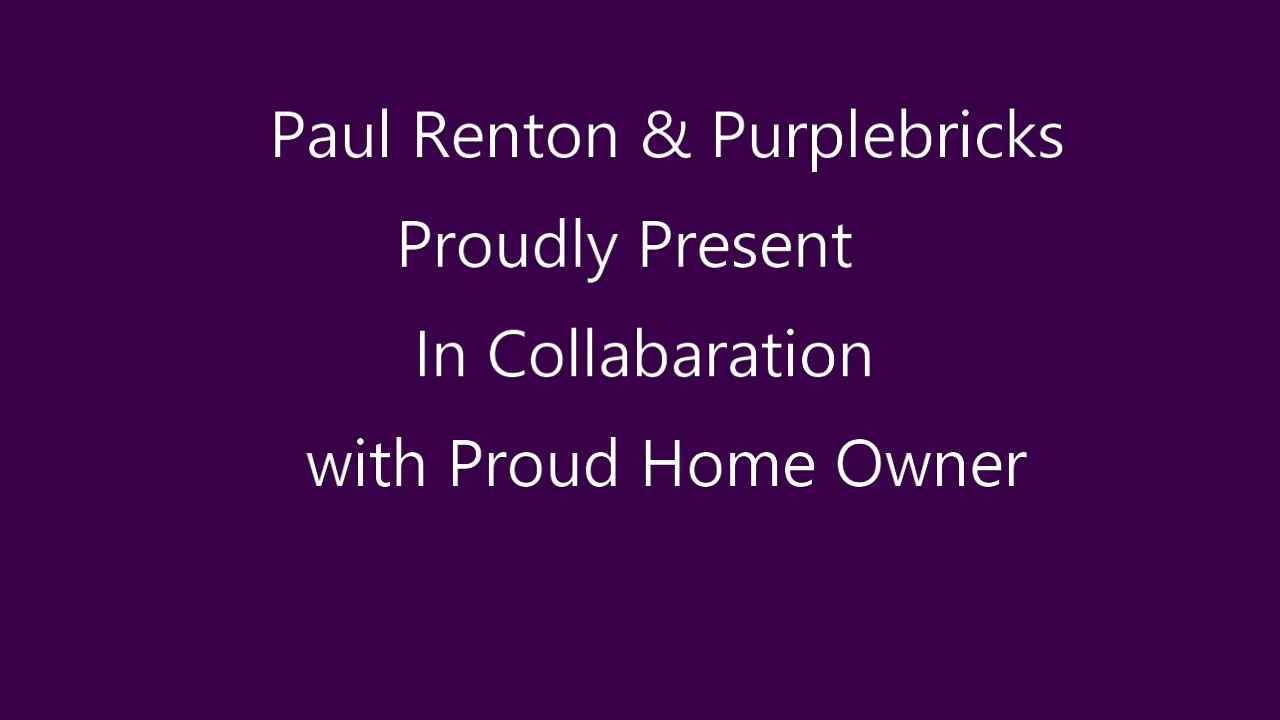 Paul Renton & Purplebricks
Proudly Present
In Collabaration
with Proud Home Owner